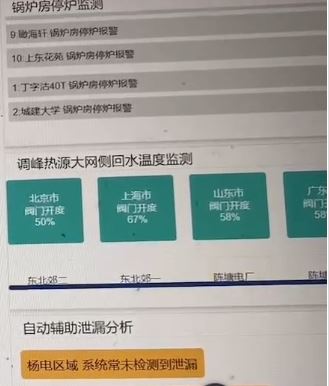 锅炉房停炉监测
9.瞰海轩 锅炉房停炉报警
10.上东花苑 锅炉房停炉报警
1.丁字沽40T 锅炉房停炉报警
2.城建大学 锅炉房停炉报警
调峰热源大网侧回水温度监测
北京市
阀门开度
50%
上海市
阀门开度
67%
山东市
阀门开度
58%
广东
阀门
58
东北郊二
东北郊一
陈塘电厂
陈塘
自动辅助泄漏分析
杨电区域 系统常未检测到泄漏